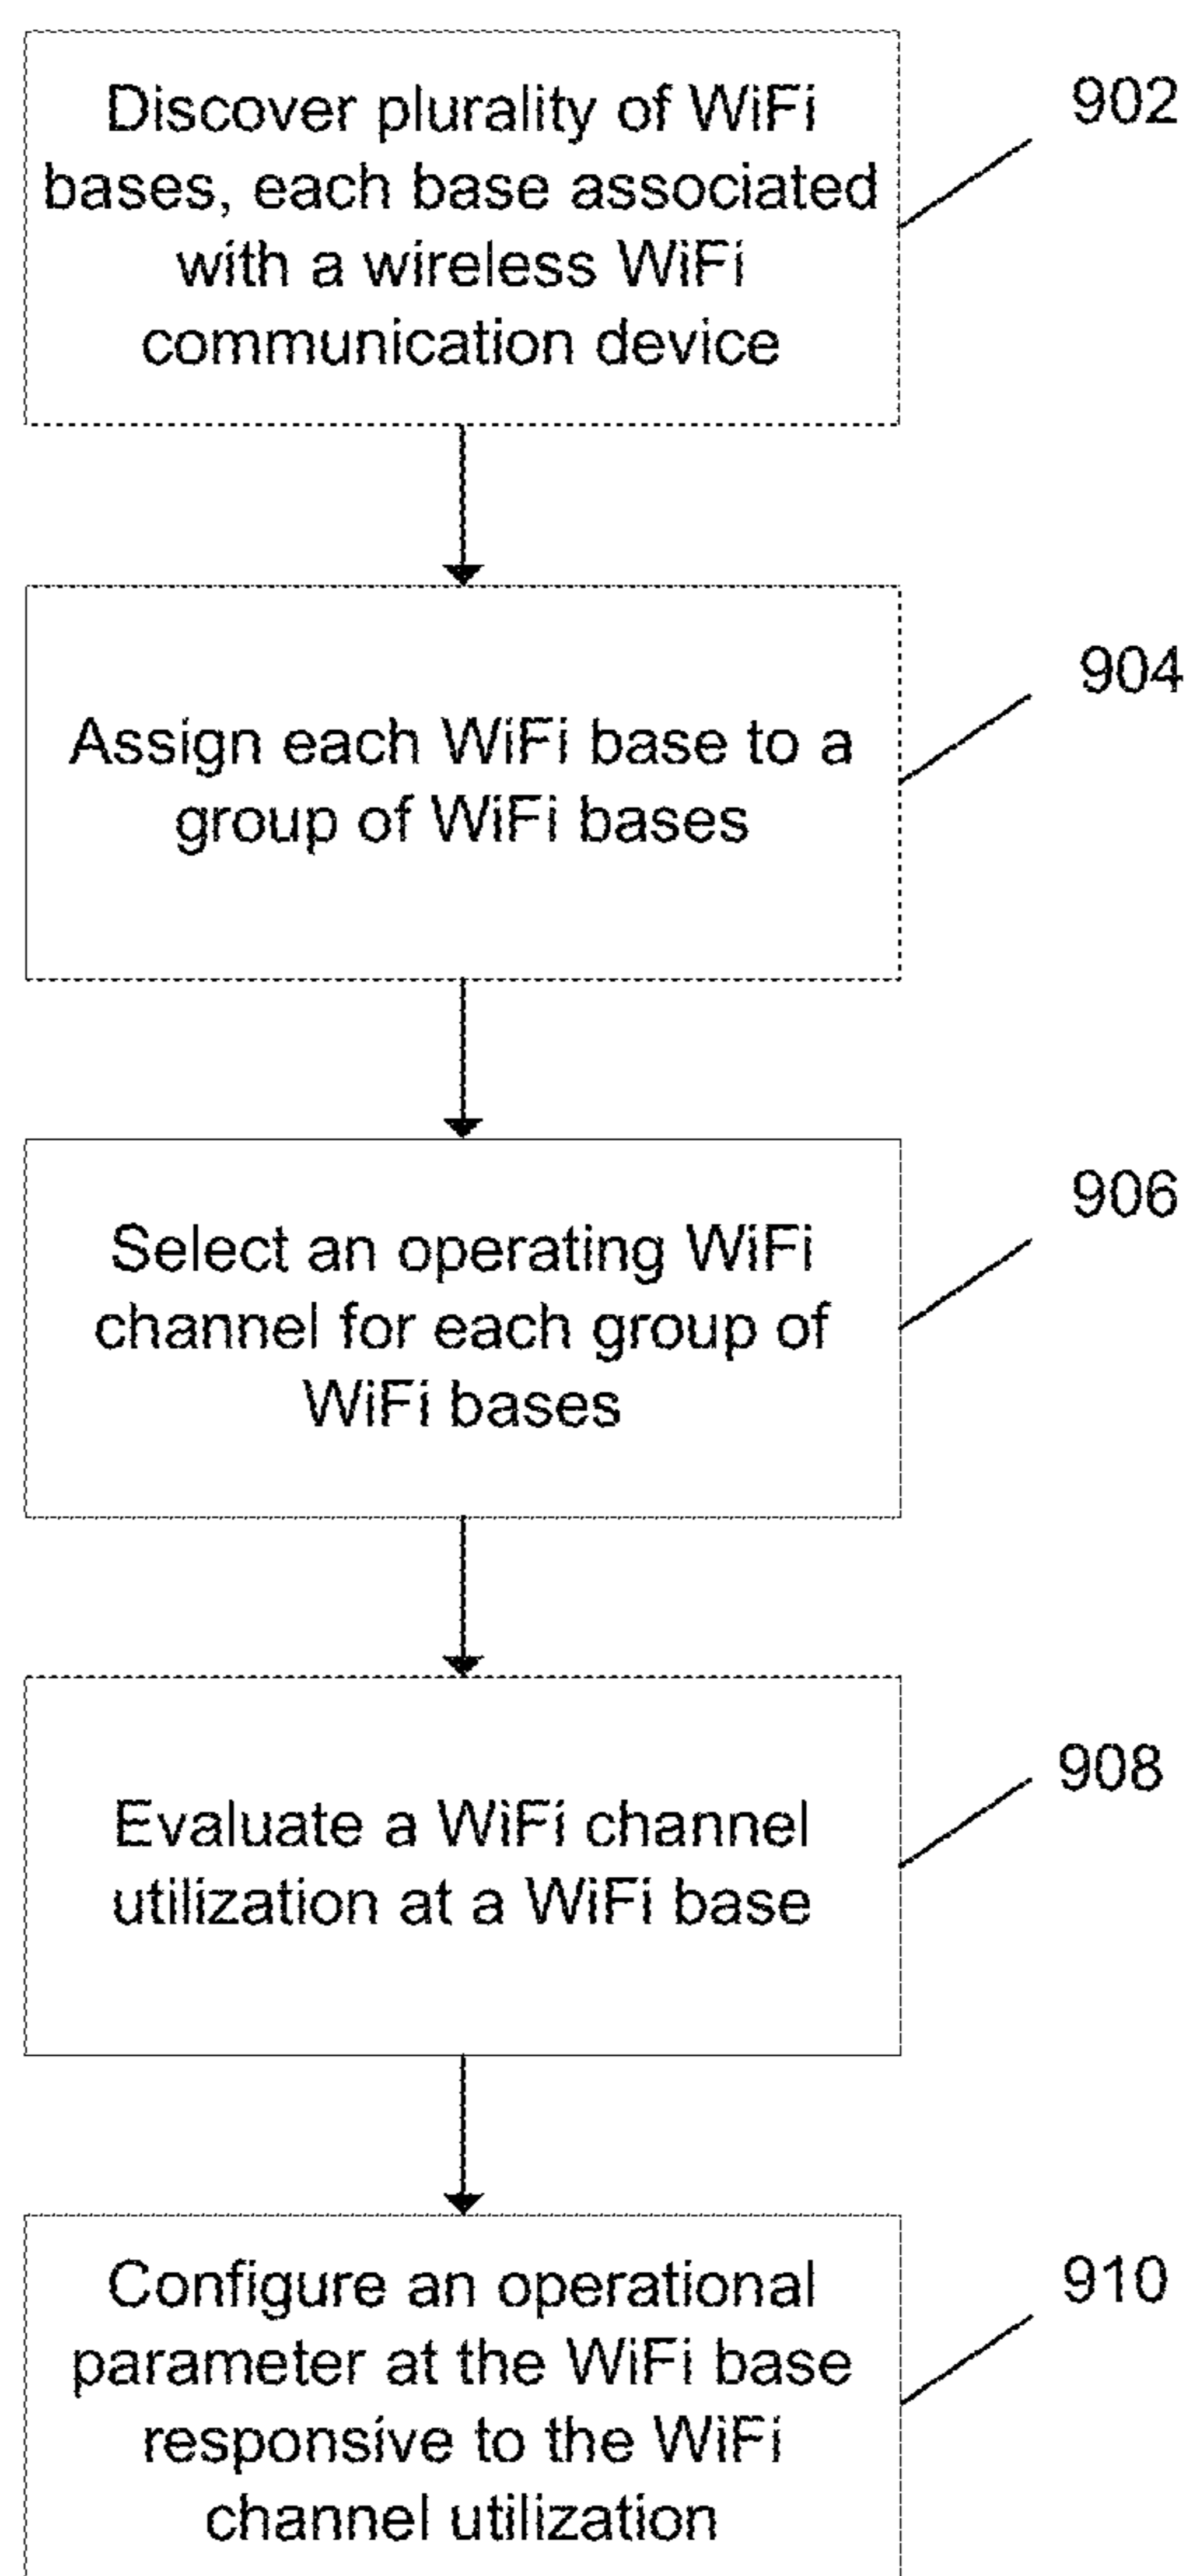 Discover plurality of WiFi
bases, each base associated
with a wireless WiFi
communication device
902
Assign each WiFi base to a
group of WiFi bases
904
Select an operating WiFi
channel for each group of
WiFi bases
906
Evaluate a WiFi channel
utilization at a WiFi base
908
Configure an operational
parameter at the WiFi base
responsive to the WiFi
channel utilization
910